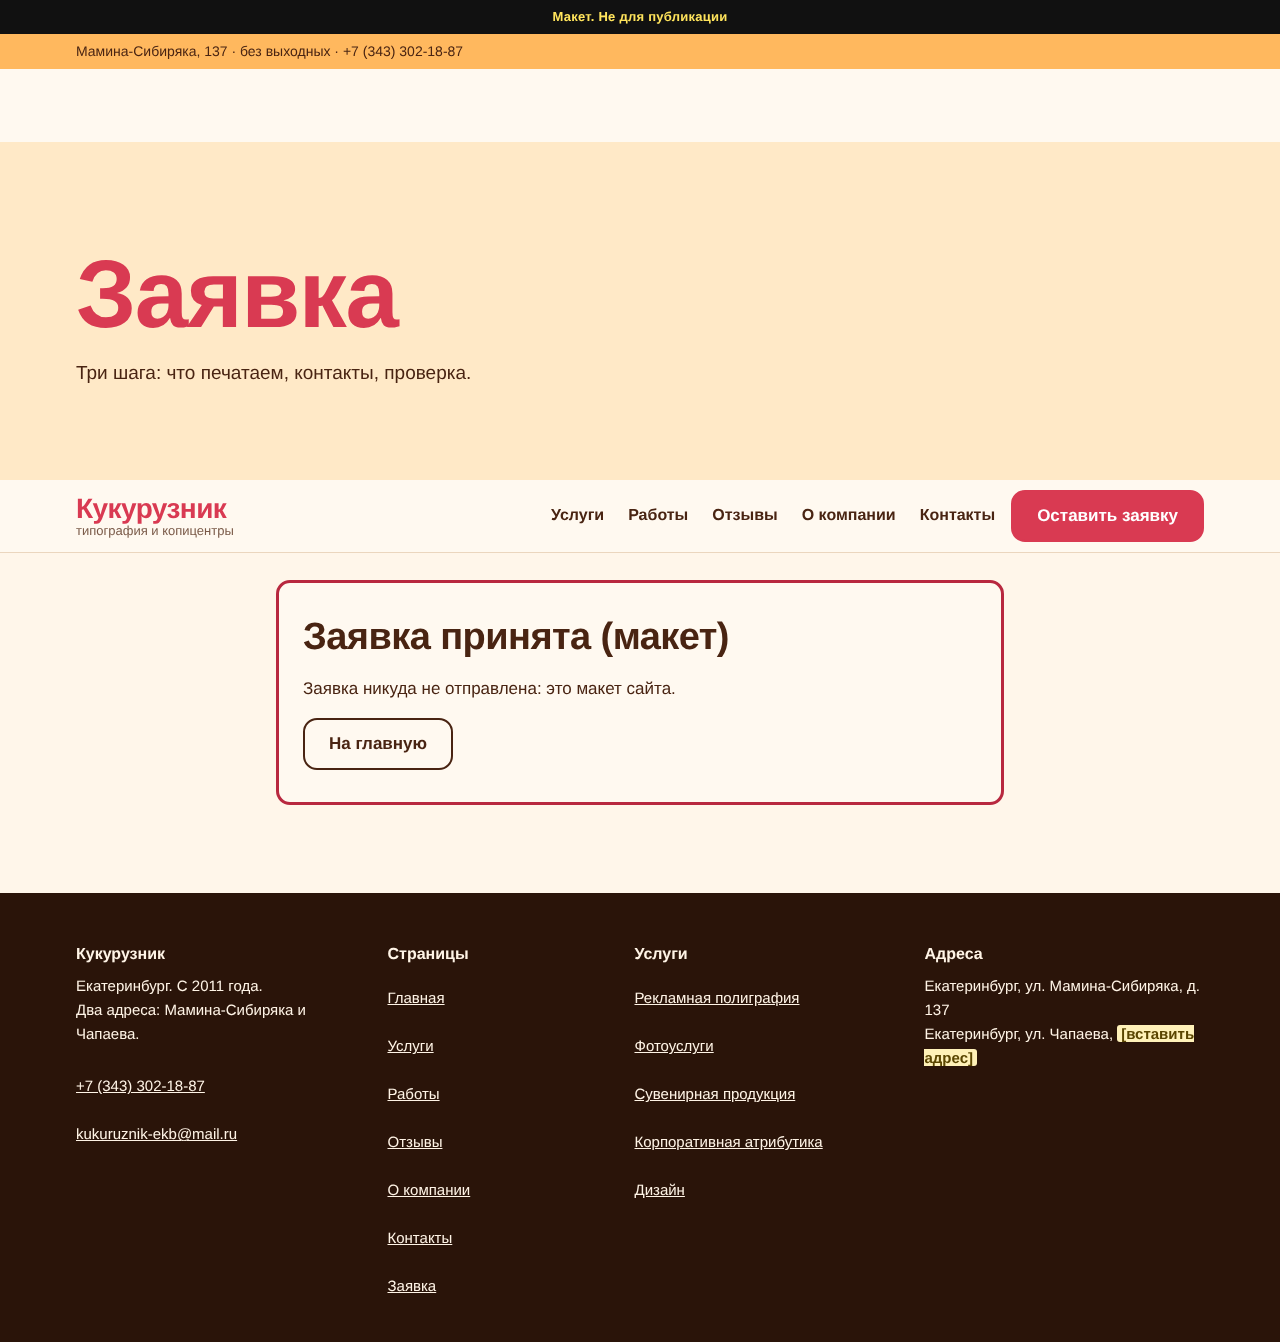 Макет. Не для публикации
Мамина-Сибиряка, 137 · без выходных · +7 (343) 302-18-87
Заявка
Три шага: что печатаем, контакты, проверка.
Кукурузник
типография и копицентры
Услуги
Работы
Отзывы
О компании
Контакты
Оставить заявку
Заявка принята (макет)
Заявка никуда не отправлена: это макет сайта.
На главную
Кукурузник
Екатеринбург. С 2011 года.
Два адреса: Мамина-Сибиряка и
Чапаева.
+7 (343) 302-18-87
kukuruznik-ekb@mail.ru
Страницы
Главная
Услуги
Работы
Отзывы
О компании
Контакты
Заявка
Услуги
Рекламная полиграфия
Фотоуслуги
Сувенирная продукция
Корпоративная атрибутика
Дизайн
Адреса
Екатеринбург, ул. Мамина-Сибиряка, д.
137
Екатеринбург, ул. Чапаева, [вставить
адрес]